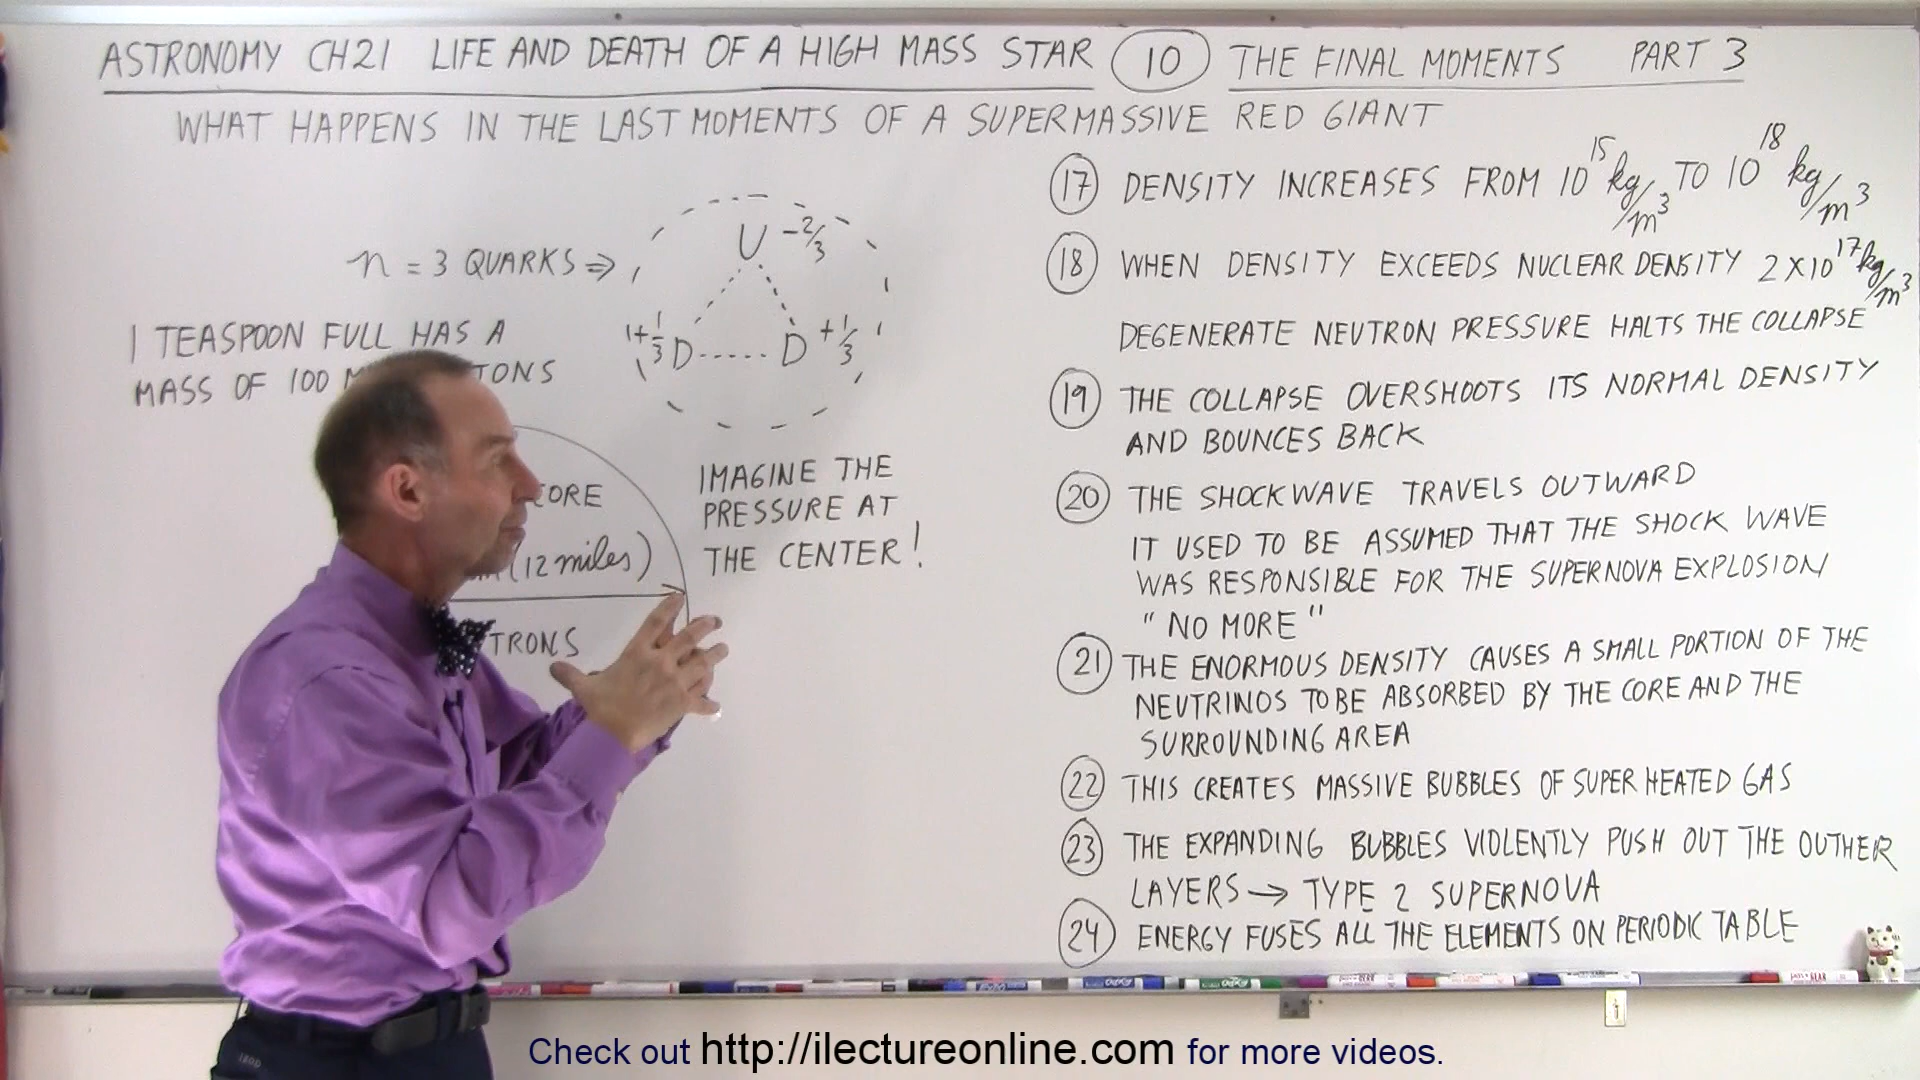 ASTRONOMY CH21 LIFE AND DEATH OF A HIGH MASS STAR 10 THE FINAL MOMENTS PART 3
WHAT HAPPENS IN THE LAST MOMENTS OF A SUPERMASSIVE RED GIANT
n = 3 QUARKS ⇒
U -2/3
1+1/3 D
D +1/3
1 TEASPOON FULL HAS A
MASS OF 100 TONS
CORE
(12 miles)
TRONS
IMAGINE THE
PRESSURE AT
THE CENTER!
17 DENSITY INCREASES FROM 10^15 kg/m^3 TO 10^18 kg/m^3
18 WHEN DENSITY EXCEEDS NUCLEAR DENSITY 2X10^17 kg/m^3
DEGENERATE NEUTRON PRESSURE HALTS THE COLLAPSE
19 THE COLLAPSE OVERSHOOTS ITS NORMAL DENSITY
AND BOUNCES BACK
20 THE SHOCKWAVE TRAVELS OUTWARD
IT USED TO BE ASSUMED THAT THE SHOCK WAVE
WAS RESPONSIBLE FOR THE SUPERNOVA EXPLOSION
"NO MORE"
21 THE ENORMOUS DENSITY CAUSES A SMALL PORTION OF THE
NEUTRINOS TO BE ABSORBED BY THE CORE AND THE
SURROUNDING AREA
22 THIS CREATES MASSIVE BUBBLES OF SUPER HEATED GAS
23 THE EXPANDING BUBBLES VIOLENTLY PUSH OUT THE OUTHER
LAYERS → TYPE 2 SUPERNOVA
24 ENERGY FUSES ALL THE ELEMENTS ON PERIODIC TABLE
IZOD
Check out http://ilectureonline.com for more videos.